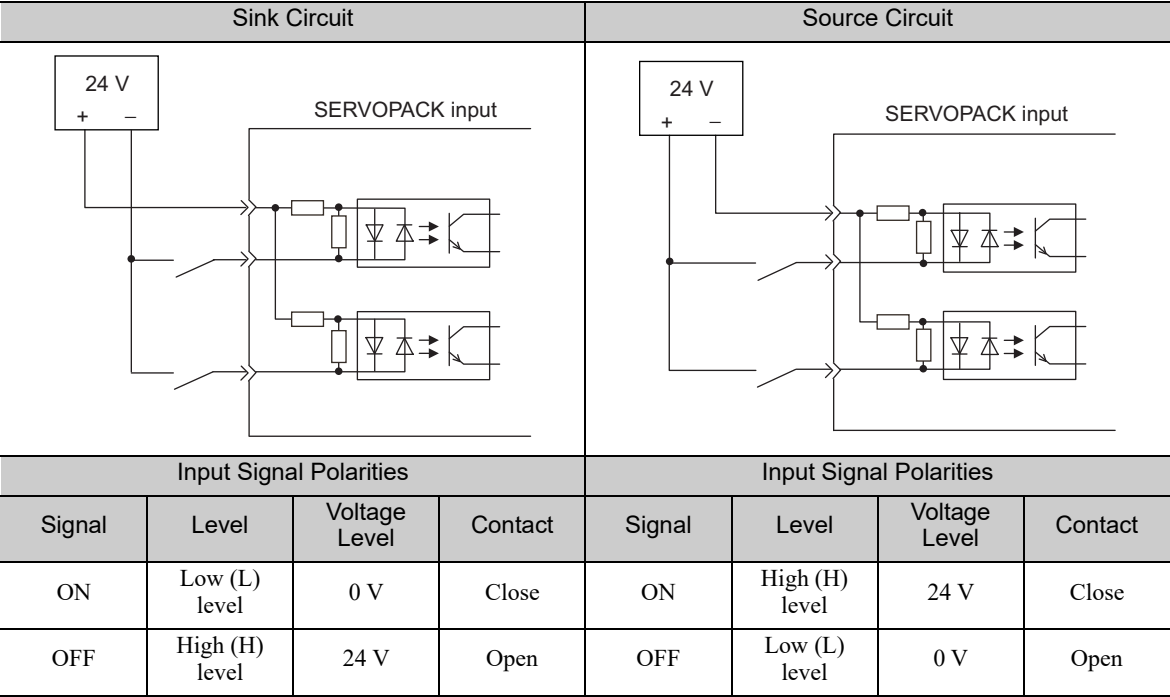 Sink Circuit Source Circuit
24 V
+ −
SERVOPACK input
24 V
+ −
SERVOPACK input
Input Signal Polarities Input Signal Polarities
Signal Level Voltage Level Contact Signal Level Voltage Level Contact
ON Low (L) level 0 V Close ON High (H) level 24 V Close
OFF High (H) level 24 V Open OFF Low (L) level 0 V Open